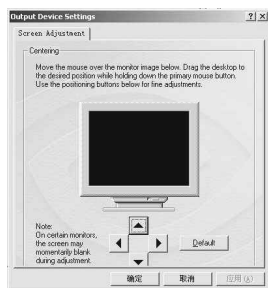 Output Device Settings
Screen Adjustment
Centering
Move the mouse over the monitor image below. Drag the desktop to
the desired position while holding down the primary mouse button.
Use the positioning buttons below for fine adjustments.
Note:
On certain monitors,
the screen may
momentarily blank
during adjustment
Default
确定
取消
应用(A)